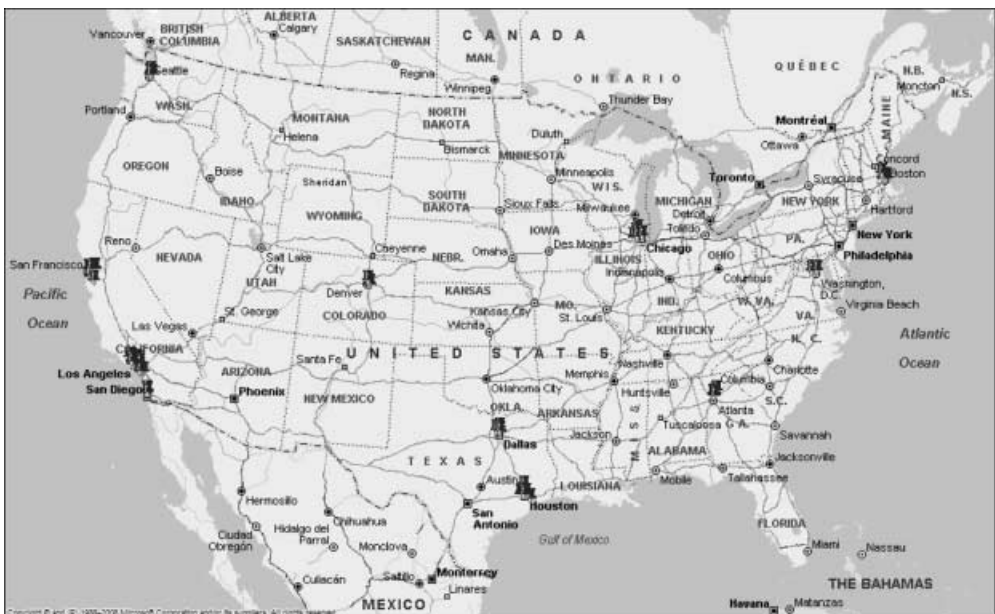 ALBERTA
Vancouver
BRITISH
COLUMBIA
Calgary
SASKATCHEWAN
CANADA
MAN.
Regina
Winnipeg
ONTARIO
QUÉBEC
N.B.
Moncton
N.S.
Seattle
WASH.
Thunder Bay
Portland
MONTANA
Helena
NORTH
DAKOTA
Bismarck
Duluth
MINNESOTA
Montréal
Ottawa
MAINE
OREGON
Boise
IDAHO
Sheridan
WYOMING
SOUTH
DAKOTA
Sioux Falls
Minneapolis
WIS.
Milwaukee
MICHIGAN
Detroit
Toledo
Toronto
Syracuse
NEW YORK
Concord
Boston
Hartford
Reno
NEVADA
Salt Lake
City
UTAH
Cheyenne
NEBR.
Omaha
IOWA
Des Moines
Chicago
ILLINOIS
Indianapolis
OHIO
Columbus
PA.
New York
Philadelphia
San Francisco
Pacific
Ocean
Denver
COLORADO
KANSAS
Kansas City
Wichita
MO.
St. Louis
IND.
W. VA.
Washington,
D.C.
VA.
Virginia Beach
Las Vegas
St. George
KENTUCKY
N. C.
Atlantic
Ocean
CALIFORNIA
Los Angeles
San Diego
ARIZONA
Phoenix
Santa Fe
NEW MEXICO
UNITED STATES
Oklahoma City
OKLA.
ARKANSAS
Memphis
Nashville
Huntsville
Columbia
Charlotte
S.C.
Atlanta
GA.
Tuscaloosa
MISS
ALABAMA
Savannah
Dallas
TEXAS
Jackson
Jacksonville
Mobile
Tallahassee
LOUISIANA
Austin
Houston
San
Antonio
FLORIDA
Gulf of Mexico
Miami
Nassau
THE BAHAMAS
Havana
Matanzas
Hermosillo
Ciudad
Obregón
Hidalgo del
Parral
Chihuahua
Monclova
Culiacán
Saltillo
Monterrey
Linares
MEXICO